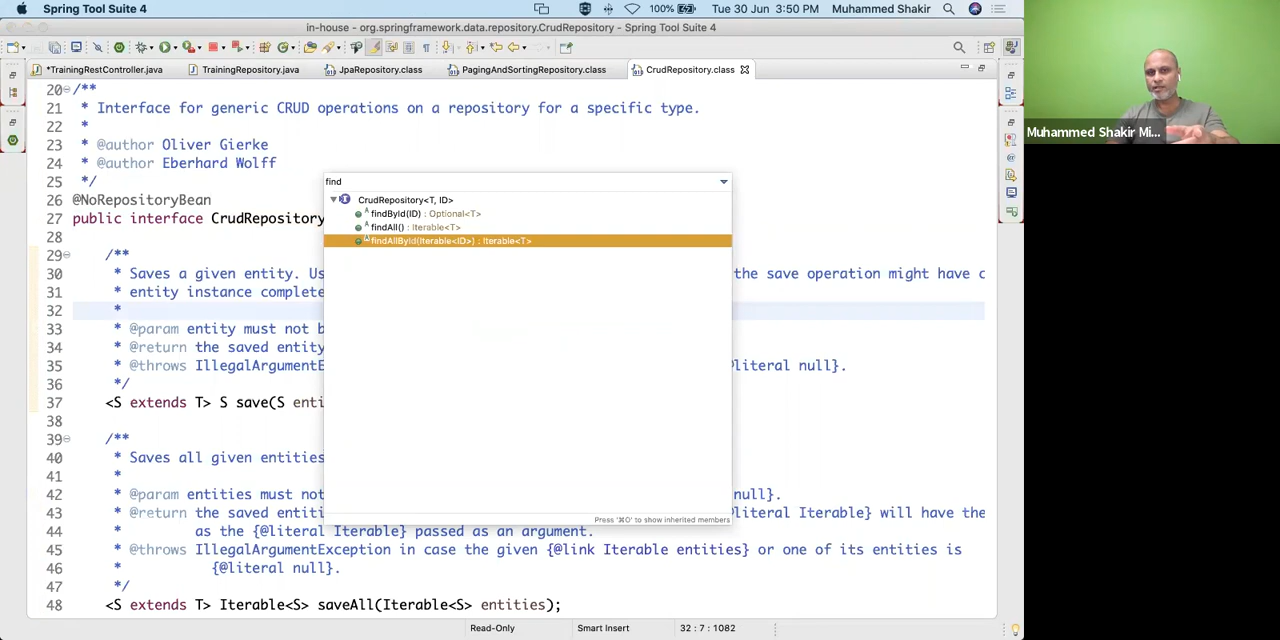 Spring Tool Suite 4
100%
Tue 30 Jun 3:50 PM
Muhammed Shakir
in-house - org.springframework.data.repository.CrudRepository - Spring Tool Suite 4
*TrainingRestController.java
TrainingRepository.java
JpaRepository.class
PagingAndSortingRepository.class
CrudRepository.class
20 /**
21 * Interface for generic CRUD operations on a repository for a specific type.
22 *
23 * @author Oliver Gierke
24 * @author Eberhard Wolff
25 */
26 @NoRepositoryBean
27 public interface CrudRepository
28
29 /**
30 * Saves a given entity. Us the save operation might have c
31 * entity instance complete
32 *
33 * @param entity must not b
34 * @return the saved entity
35 * @throws IllegalArgumentE literal null}.
36 */
37 <S extends T> S save(S enti
38
39 /**
40 * Saves all given entities
41 *
42 * @param entities must not null}.
43 * @return the saved entiti literal Iterable} will have the
44 as the {@literal Iterable} passed as an argument.
45 * @throws IllegalArgumentException in case the given {@link Iterable entities} or one of its entities is
46 * {@literal null}.
47 */
48 <S extends T> Iterable<S> saveAll(Iterable<S> entities);
find
CrudRepository<T, ID>
findById(ID) : Optional<T>
findAll() : Iterable<T>
findAllById(Iterable<ID>) : Iterable<T>
Press '⌘O' to show inherited members
Read-Only
Smart Insert
32 : 7 : 1082
Muhammed Shakir Mi...